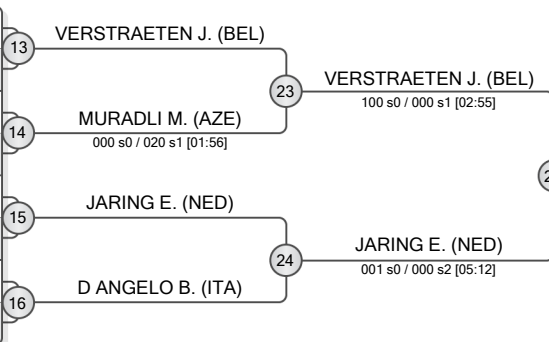 13
VERSTRAETEN J. (BEL)
23
VERSTRAETEN J. (BEL)
100 s0 / 000 s1 [02:55]
14
MURADLI M. (AZE)
000 s0 / 020 s1 [01:56]
15
JARING E. (NED)
24
JARING E. (NED)
001 s0 / 000 s2 [05:12]
16
D ANGELO B. (ITA)